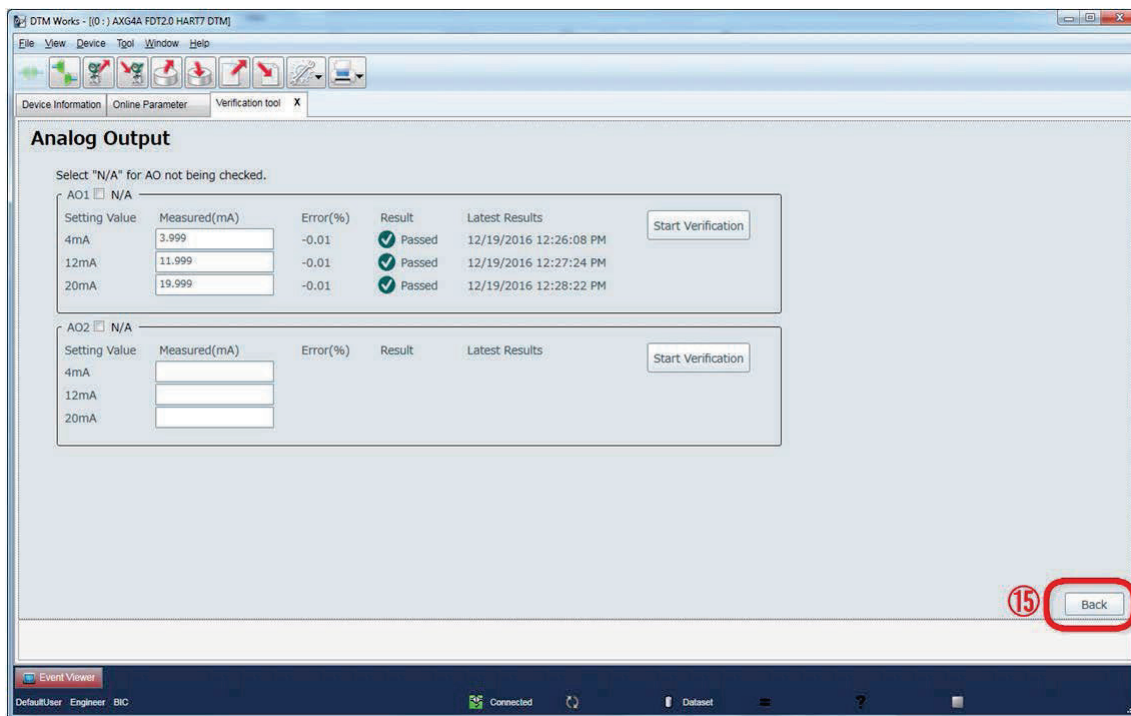 DTM Works - [(0 : ) AXG4A FDT2.0 HART7 DTM]
File View Device Tool Window Help
Device Information Online Parameter Verification tool X
Analog Output
Select "N/A" for AO not being checked.
AO1 N/A
Setting Value Measured(mA) Error(%) Result Latest Results Start Verification
4mA 3.999 -0.01 Passed 12/19/2016 12:26:08 PM
12mA 11.999 -0.01 Passed 12/19/2016 12:27:24 PM
20mA 19.999 -0.01 Passed 12/19/2016 12:28:22 PM
AO2 N/A
Setting Value Measured(mA) Error(%) Result Latest Results Start Verification
4mA
12mA
20mA
⑮ Back
Event Viewer
DefaultUser Engineer BIC Connected Dataset = ?